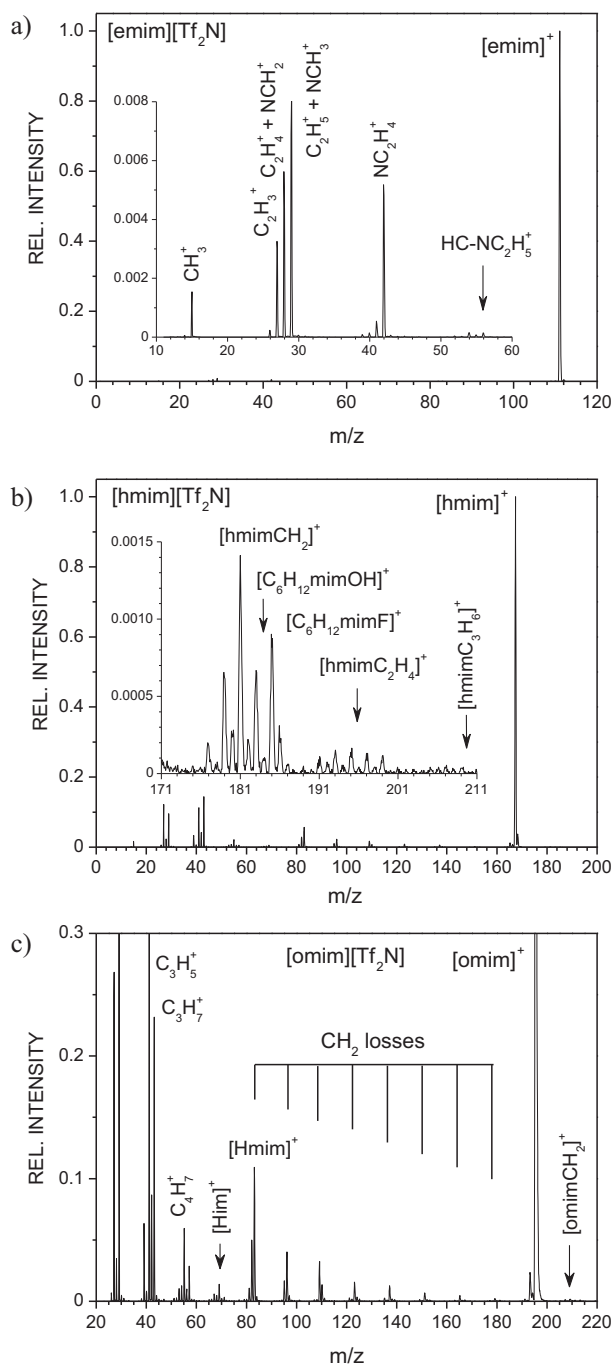 a)
[emim][Tf₂N]
[emim]⁺
REL. INTENSITY
1.0
0.8
0.6
0.4
0.2
0
0.008
0.006
0.004
0.002
0
CH₃⁺
C₂H₃⁺
C₂H₄⁺ + NCH₂⁺
C₂H₅⁺ + NCH₃⁺
NC₂H₄⁺
HC-NC₂H₅⁺
10 20 30 40 50 60
0 20 40 60 80 100 120
m/z
b)
[hmim][Tf₂N]
[hmim]⁺
REL. INTENSITY
1.0
0.8
0.6
0.4
0.2
0
0.0015
0.0010
0.0005
0
[hmimCH₂]⁺
[C₆H₁₂mimOH]⁺
[C₆H₁₂mimF]⁺
[hmimC₂H₄]⁺
[hmimC₃H₆]⁺
171 181 191 201 211
0 20 40 60 80 100 120 140 160 180 200
m/z
c)
[omim][Tf₂N]
[omim]⁺
REL. INTENSITY
0.3
0.2
0.1
0
C₃H₅⁺
C₃H₇⁺
C₄H₇⁺
[Him]⁺
[Hmim]⁺
CH₂ losses
[omimCH₂]⁺
20 40 60 80 100 120 140 160 180 200 220
m/z